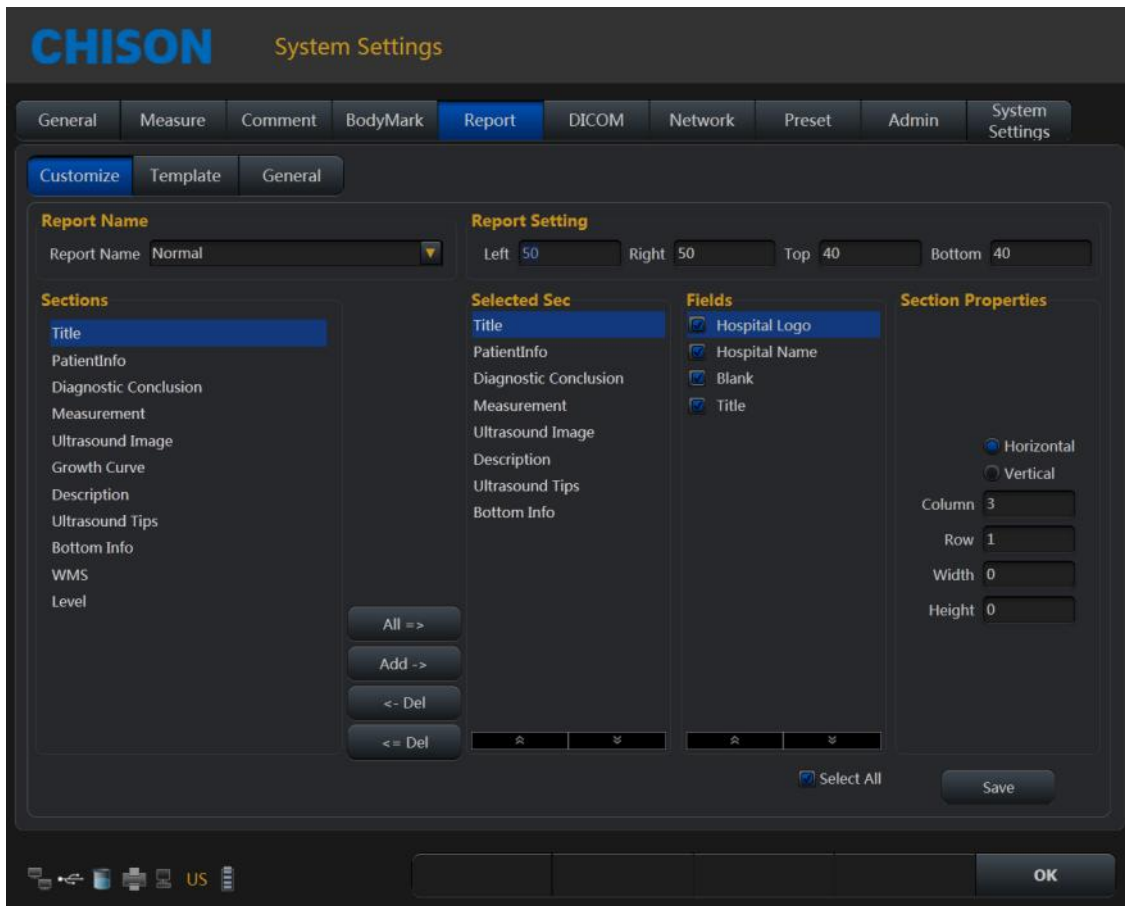 CHISON
System Settings
General
Measure
Comment
BodyMark
Report
DICOM
Network
Preset
Admin
System
Settings
Customize
Template
General
Report Name
Report Name Normal
Report Setting
Left 50
Right 50
Top 40
Bottom 40
Sections
Title
PatientInfo
Diagnostic Conclusion
Measurement
Ultrasound Image
Growth Curve
Description
Ultrasound Tips
Bottom Info
WMS
Level
All =>
Add ->
<- Del
<= Del
Selected Sec
Title
PatientInfo
Diagnostic Conclusion
Measurement
Ultrasound Image
Description
Ultrasound Tips
Bottom Info
Fields
Hospital Logo
Hospital Name
Blank
Title
Section Properties
Horizontal
Vertical
Column 3
Row 1
Width 0
Height 0
Select All
Save
US
OK